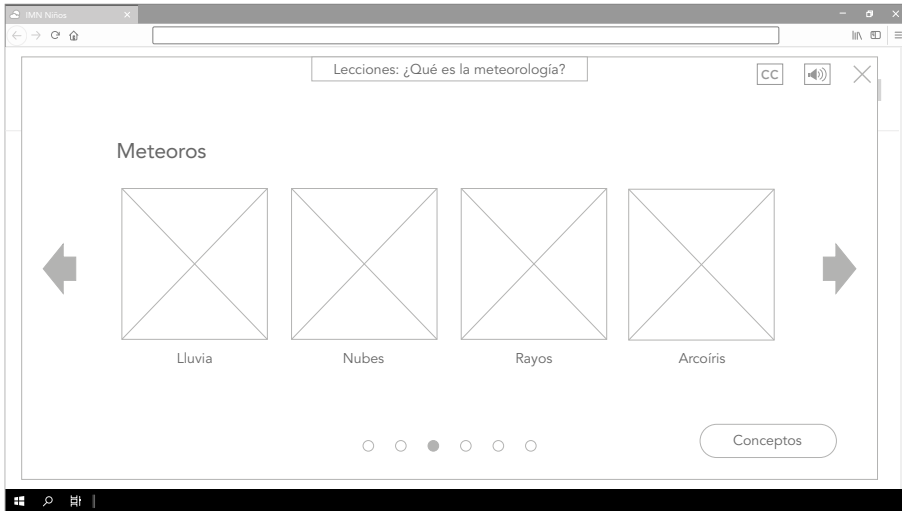 IMN Niños
Lecciones: ¿Qué es la meteorología?
CC
Meteoros
Lluvia
Nubes
Rayos
Arcoíris
Conceptos